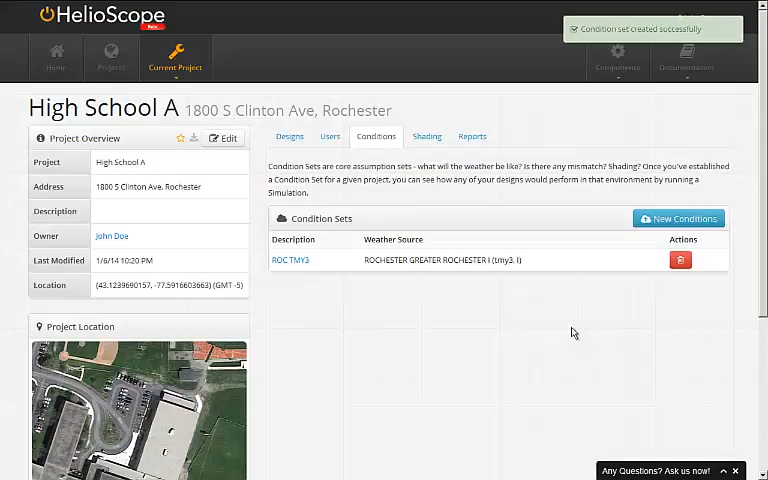 HelioScope
Beta
Condition set created successfully
Home
Projects
Current Project
Components
Documentation
High School A 1800 S Clinton Ave, Rochester
Project Overview
Edit
Project High School A
Address 1800 S Clinton Ave, Rochester
Description
Owner John Doe
Last Modified 1/6/14 10:20 PM
Location (43.1239690157, -77.5916603663) (GMT -5)
Project Location
Designs Users Conditions Shading Reports
Condition Sets are core assumption sets - what will the weather be like? Is there any mismatch? Shading? Once you've established
a Condition Set for a given project, you can see how any of your designs would perform in that environment by running a
Simulation.
Condition Sets
New Conditions
Description Weather Source Actions
ROC TMY3 ROCHESTER GREATER ROCHESTER I (tmy3, I)
Any Questions? Ask us now!